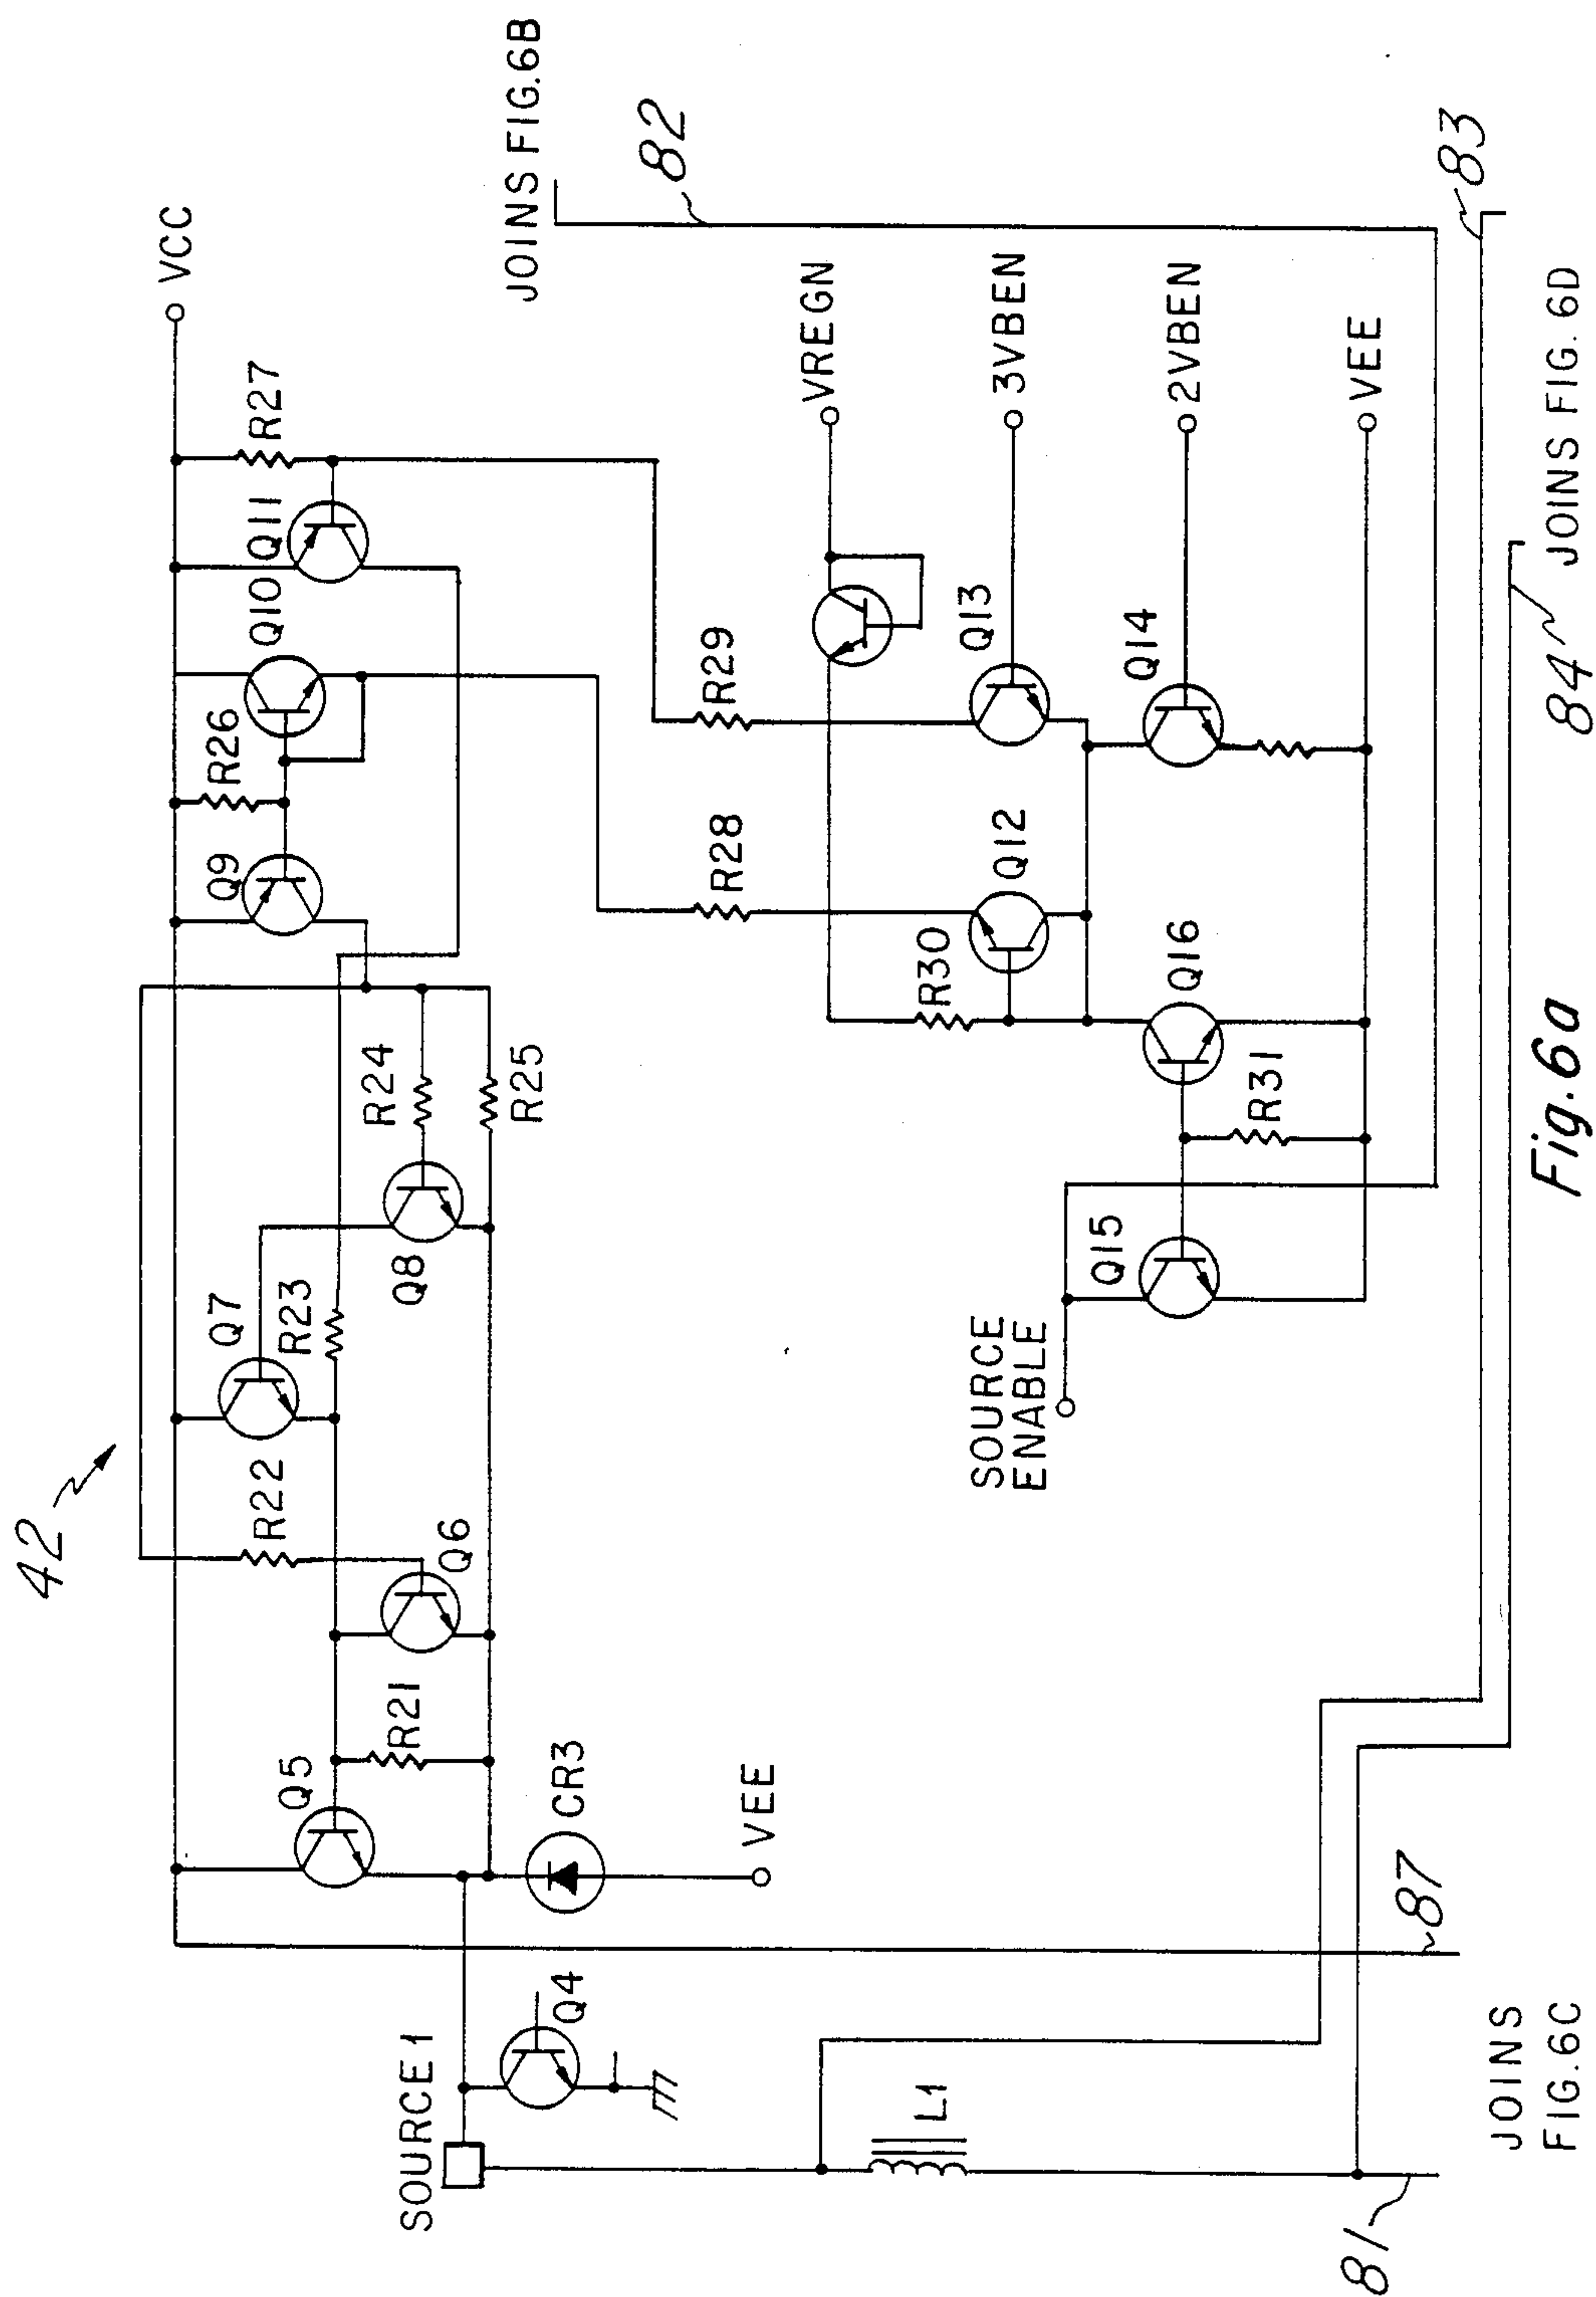 42
VCC
R27
Q11
Q10
R26
Q9
JOINS FIG.6B
82
Q7
R23
R22
R24
R25
Q8
Q6
Q5
R21
CR3
VEE
SOURCE1
Q4
L1
R29
R28
VREGN
3VBEN
Q13
Q12
R30
2VBEN
Q14
Q16
R31
VEE
Q15
SOURCE
ENABLE
87
81
JOINS
FIG.6C
83
84
JOINS FIG. 6D
Fig. 6a